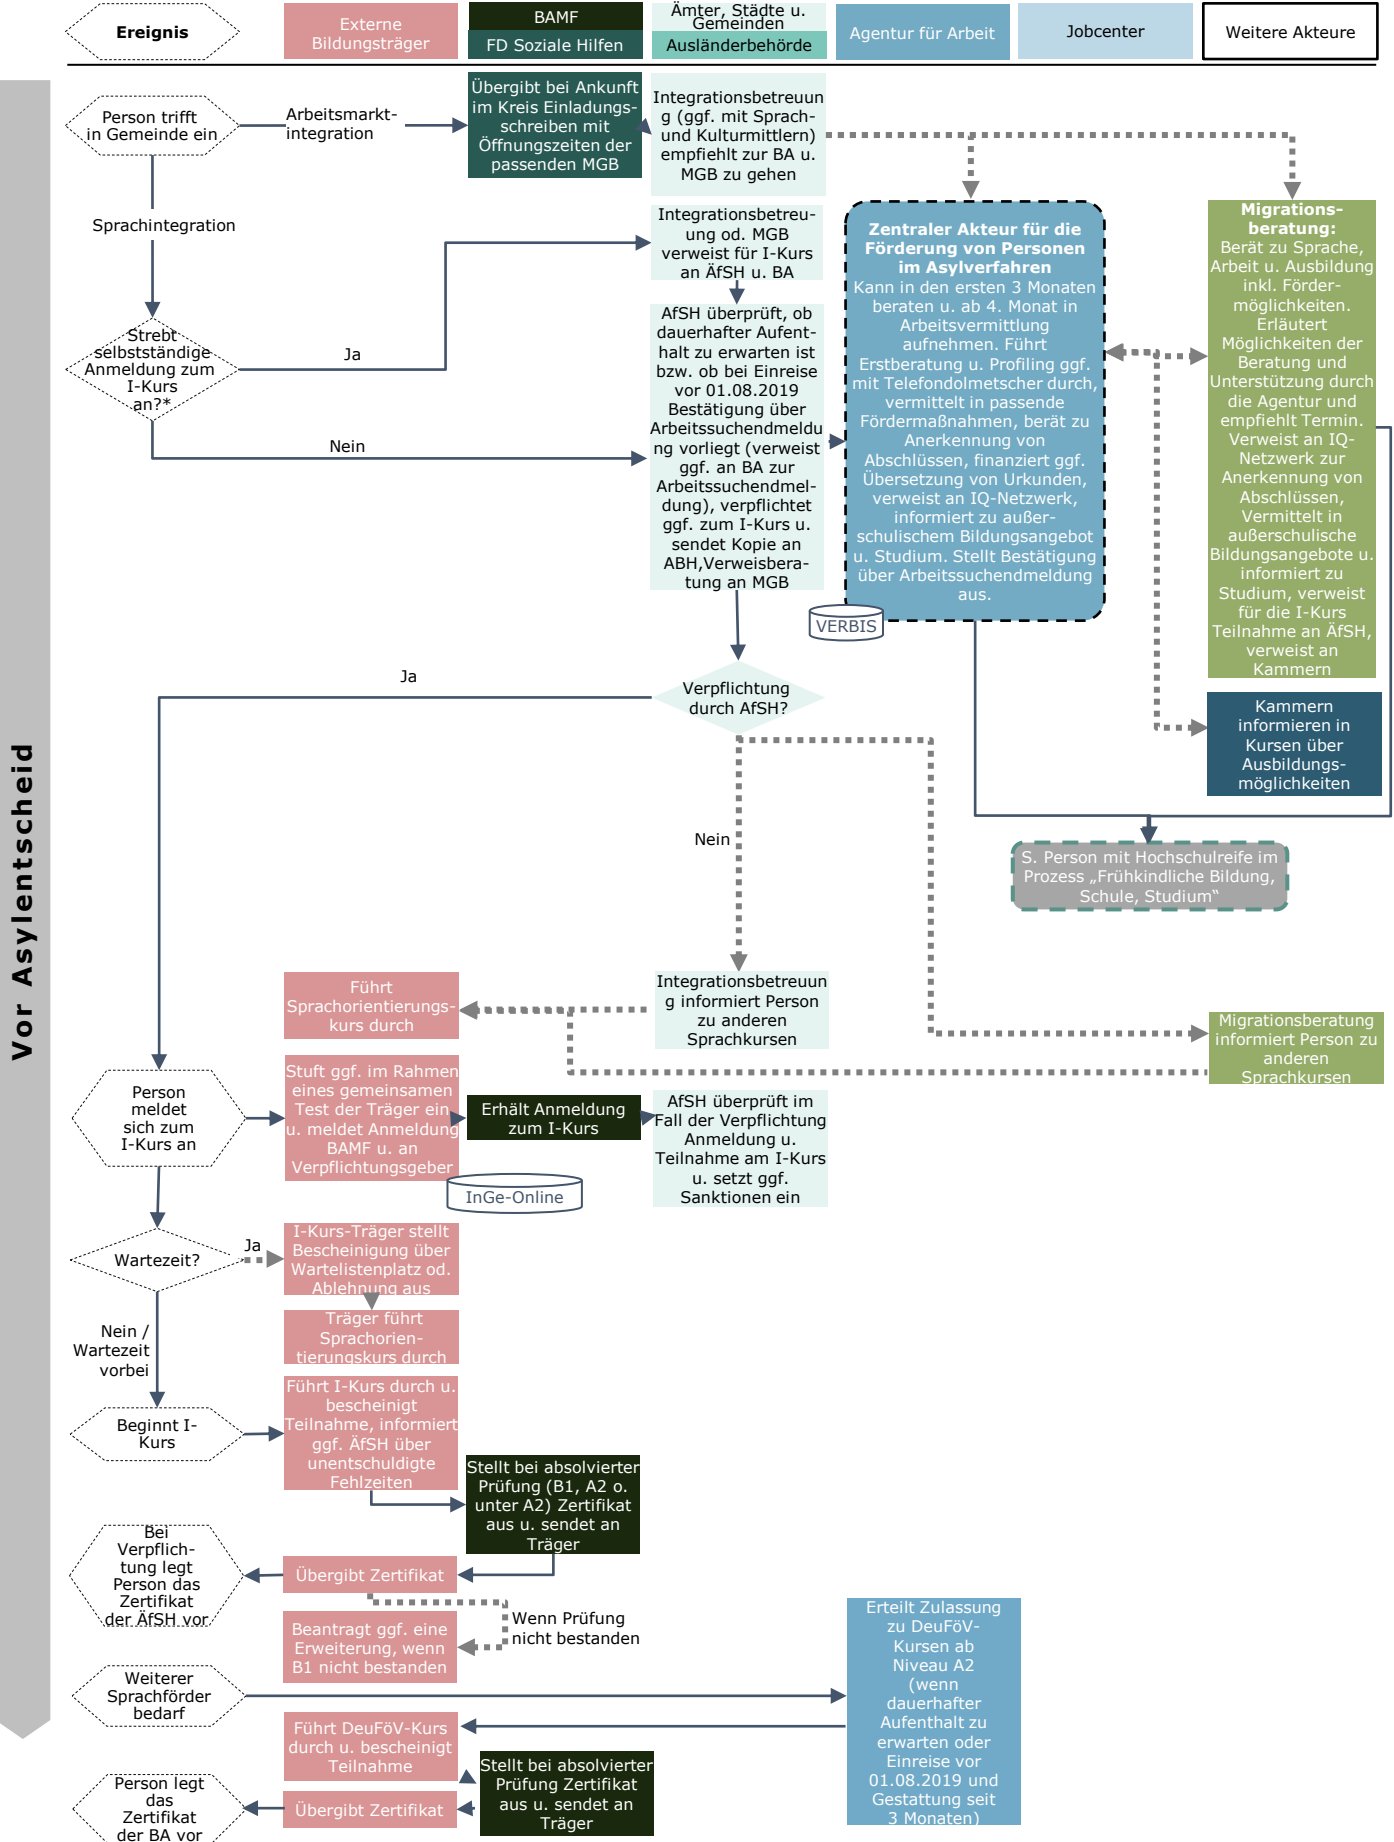 Ereignis
Externe
Bildungsträger
BAMF
FD Soziale Hilfen
Ämter, Städte u.
Gemeinden
Ausländerbehörde
Agentur für Arbeit
Jobcenter
Weitere Akteure
Vor Asylentscheid
Person trifft
in Gemeinde ein
Arbeitsmarkt-
integration
Übergibt bei Ankunft
im Kreis Einladungs-
schreiben mit
Öffnungszeiten der
passenden MGB
Integrationsbetreuun
g (ggf. mit Sprach-
und Kulturmittlern)
empfiehlt zur BA u.
MGB zu gehen
Sprachintegration
Integrationsbetreu-
ung od. MGB
verweist für I-Kurs
an ÄfSH u. BA
Zentraler Akteur für die
Förderung von Personen
im Asylverfahren
Kann in den ersten 3 Monaten
beraten u. ab 4. Monat in
Arbeitsvermittlung
aufnehmen. Führt
Erstberatung u. Profiling ggf.
mit Telefondolmetscher durch,
vermittelt in passende
Fördermaßnahmen, berät zu
Anerkennung von
Abschlüssen, finanziert ggf.
Übersetzung von Urkunden,
verweist an IQ-Netzwerk,
informiert zu außer-
schulischem Bildungsangebot
u. Studium. Stellt Bestätigung
über Arbeitssuchendmeldung
aus.
VERBIS
Migrations-
beratung:
Berät zu Sprache,
Arbeit u. Ausbildung
inkl. Förder-
möglichkeiten.
Erläutert
Möglichkeiten der
Beratung und
Unterstützung durch
die Agentur und
empfiehlt Termin.
Verweist an IQ-
Netzwerk zur
Anerkennung von
Abschlüssen,
Vermittelt in
außerschulische
Bildungsangebote u.
informiert zu
Studium, verweist
für die I-Kurs
Teilnahme an ÄfSH,
verweist an
Kammern
Strebt
selbstständige
Anmeldung zum
I-Kurs
an?*
Ja
Nein
AfSH überprüft, ob
dauerhafter Aufent-
halt zu erwarten ist
bzw. ob bei Einreise
vor 01.08.2019
Bestätigung über
Arbeitssuchendmeldu
ng vorliegt (verweist
ggf. an BA zur
Arbeitssuchendmel-
dung), verpflichtet
ggf. zum I-Kurs u.
sendet Kopie an
ABH,Verweisbera-
tung an MGB
Ja
Verpflichtung
durch AfSH?
Kammern
informieren in
Kursen über
Ausbildungs-
möglichkeiten
Nein
S. Person mit Hochschulreife im
Prozess „Frühkindliche Bildung,
Schule, Studium“
Führt
Sprachorientierungs-
kurs durch
Integrationsbetreuun
g informiert Person
zu anderen
Sprachkursen
Migrationsberatung
informiert Person zu
anderen
Sprachkursen
Person
meldet
sich zum
I-Kurs an
Stuft ggf. im Rahmen
eines gemeinsamen
Test der Träger ein
u. meldet Anmeldung
BAMF u. an
Verpflichtungsgeber
Erhält Anmeldung
zum I-Kurs
InGe-Online
AfSH überprüft im
Fall der Verpflichtung
Anmeldung u.
Teilnahme am I-Kurs
u. setzt ggf.
Sanktionen ein
Wartezeit?
Ja
I-Kurs-Träger stellt
Bescheinigung über
Wartelistenplatz od.
Ablehnung aus
Träger führt
Sprachorien-
tierungskurs durch
Nein /
Wartezeit
vorbei
Beginnt I-
Kurs
Führt I-Kurs durch u.
bescheinigt
Teilnahme, informiert
ggf. ÄfSH über
unentschuldigte
Fehlzeiten
Stellt bei absolvierter
Prüfung (B1, A2 o.
unter A2) Zertifikat
aus u. sendet an
Träger
Bei
Verpflich-
tung legt
Person das
Zertifikat
der ÄfSH vor
Übergibt Zertifikat
Wenn Prüfung
nicht bestanden
Beantragt ggf. eine
Erweiterung, wenn
B1 nicht bestanden
Weiterer
Sprachförder
bedarf
Erteilt Zulassung
zu DeuFöV-
Kursen ab
Niveau A2
(wenn
dauerhafter
Aufenthalt zu
erwarten oder
Einreise vor
01.08.2019 und
Gestattung seit
3 Monaten)
Führt DeuFöV-Kurs
durch u. bescheinigt
Teilnahme
Stellt bei absolvierter
Prüfung Zertifikat
aus u. sendet an
Träger
Person legt
das
Zertifikat
der BA vor
Übergibt Zertifikat